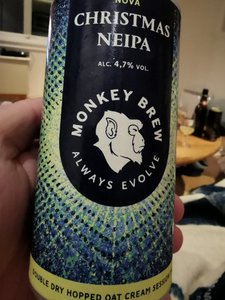 NOVA
CHRISTMAS
NEIPA
ALC. 4,7% VOL.
MONKEY BREW
ALWAYS EVOLVE
DOUBLE DRY HOPPED OAT CREAM SESSION